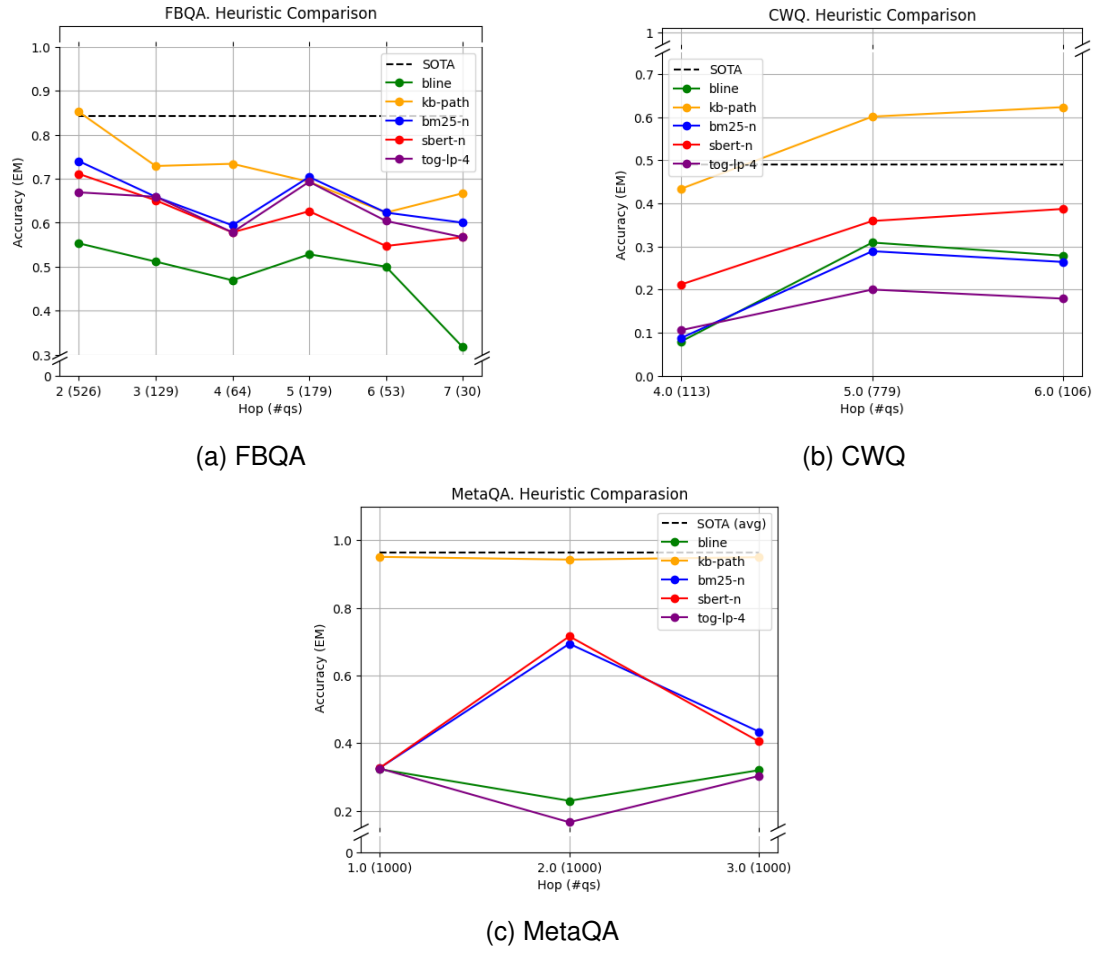 FBQA. Heuristic Comparison
1.0
0.9
0.8
0.7
0.6
0.5
0.4
0.3
0
Accuracy (EM)
SOTA
bline
kb-path
bm25-n
sbert-n
tog-lp-4
2 (526) 3 (129) 4 (64) 5 (179) 6 (53) 7 (30)
Hop (#qs)
(a) FBQA
CWQ. Heuristic Comparison
1
0.7
0.6
0.5
0.4
0.3
0.2
0.1
0.0
Accuracy (EM)
SOTA
bline
kb-path
bm25-n
sbert-n
tog-lp-4
4.0 (113) 5.0 (779) 6.0 (106)
Hop (#qs)
(b) CWQ
MetaQA. Heuristic Comparasion
1.0
0.8
0.6
0.4
0.2
0
Accuracy (EM)
SOTA (avg)
bline
kb-path
bm25-n
sbert-n
tog-lp-4
1.0 (1000) 2.0 (1000) 3.0 (1000)
Hop (#qs)
(c) MetaQA